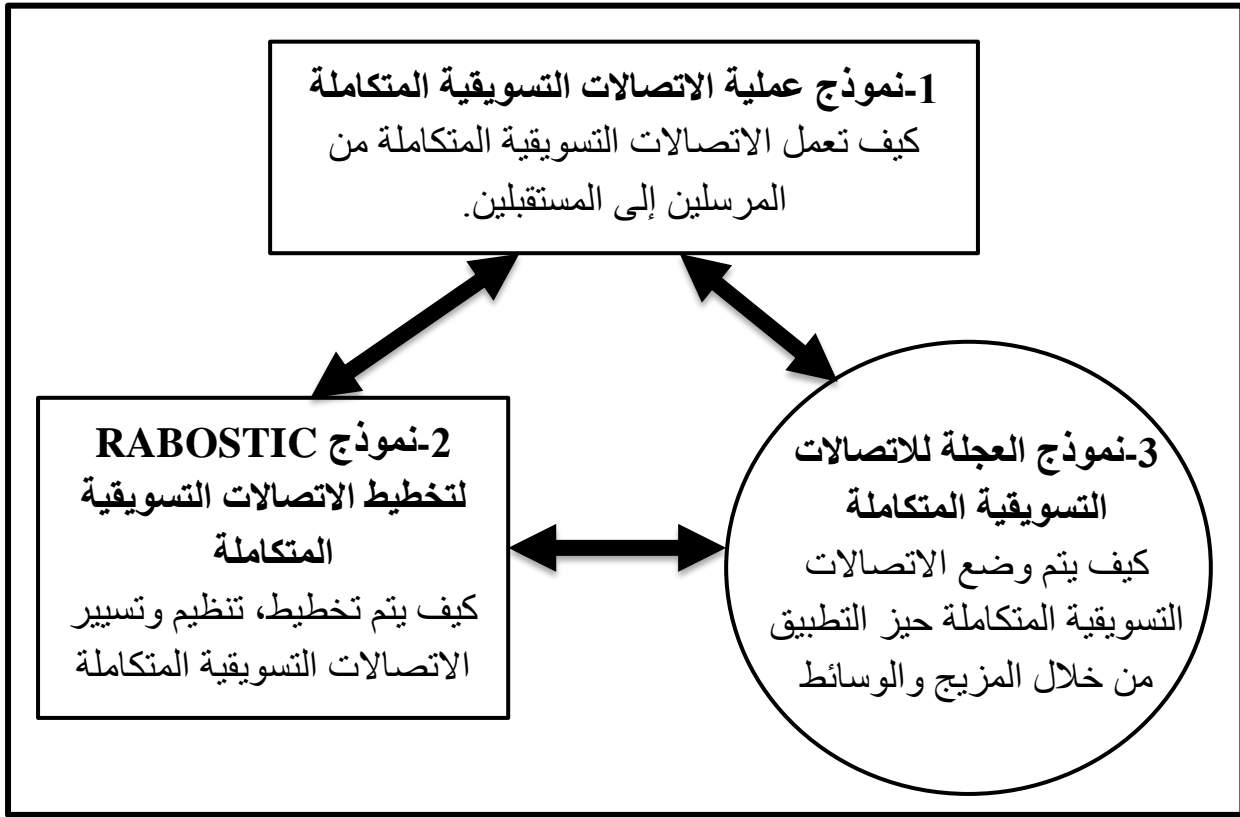 1-نموذج عملية الاتصالات التسويقية المتكاملة
كيف تعمل الاتصالات التسويقية المتكاملة من
المرسلين إلى المستقبلين.
2-نموذج RABOSTIC
لتخطيط الاتصالات التسويقية
المتكاملة
كيف يتم تخطيط، تنظيم وتسيير
الاتصالات التسويقية المتكاملة
3-نموذج العجلة للاتصالات
التسويقية المتكاملة
كيف يتم وضع الاتصالات
التسويقية المتكاملة حيز التطبيق
من خلال المزيج والوسائط